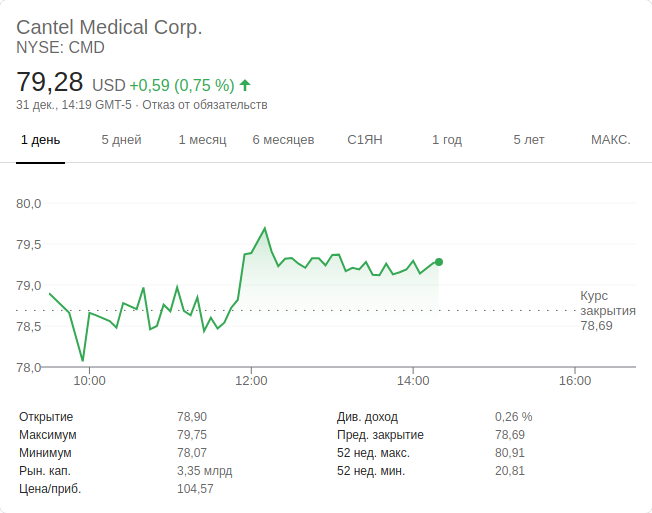 Cantel Medical Corp.
NYSE: CMD
79,28 USD +0,59 (0,75 %)
31 дек., 14:19 GMT-5 · Отказ от обязательств
1 день 5 дней 1 месяц 6 месяцев С1ЯН 1 год 5 лет МАКС.
80,0
79,5
79,0
78,5
78,0
Курс
закрытия
78,69
10:00 12:00 14:00 16:00
Открытие 78,90 Див. доход 0,26 %
Максимум 79,75 Пред. закрытие 78,69
Минимум 78,07 52 нед. макс. 80,91
Рын. кап. 3,35 млрд 52 нед. мин. 20,81
Цена/приб. 104,57